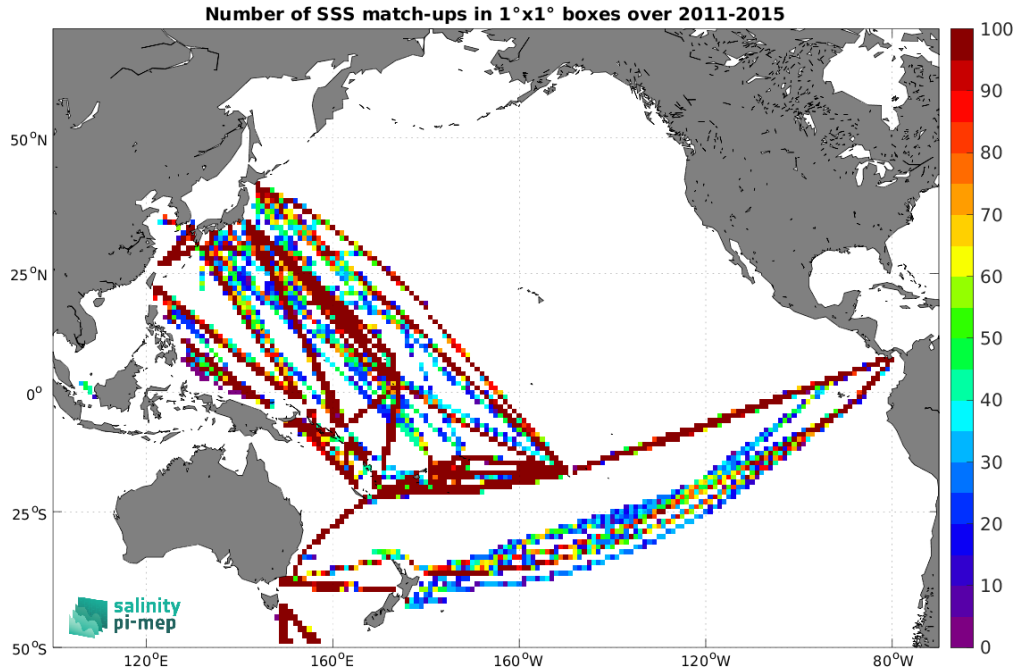 Number of SSS match-ups in 1°x1° boxes over 2011-2015
100
90
80
70
60
50
40
30
20
10
0
50°N
25°N
0°
25°S
50°S
120°E
160°E
160°W
120°W
80°W
salinity
pi-mep